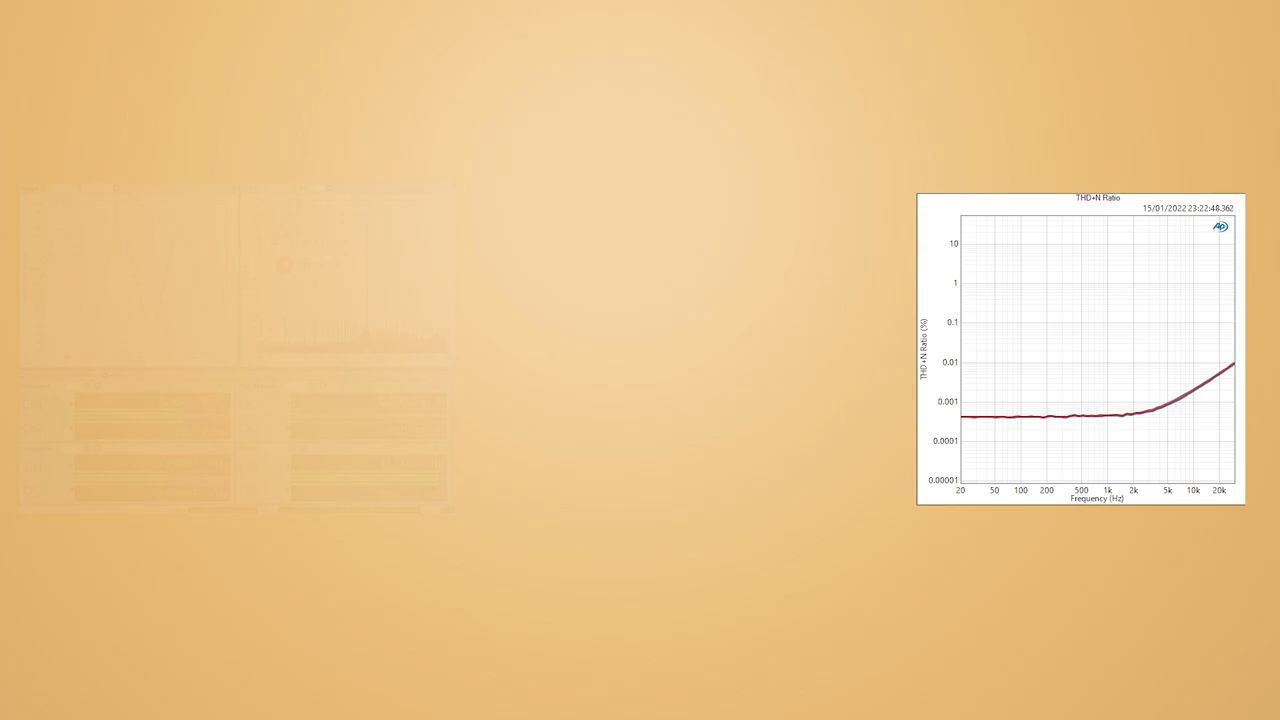 THD+N Ratio
15/01/2022 23:22:48.362
AP
THD+N Ratio (%)
10
1
0.1
0.01
0.001
0.0001
0.00001
20 50 100 200 500 1k 2k 5k 10k 20k
Frequency (Hz)